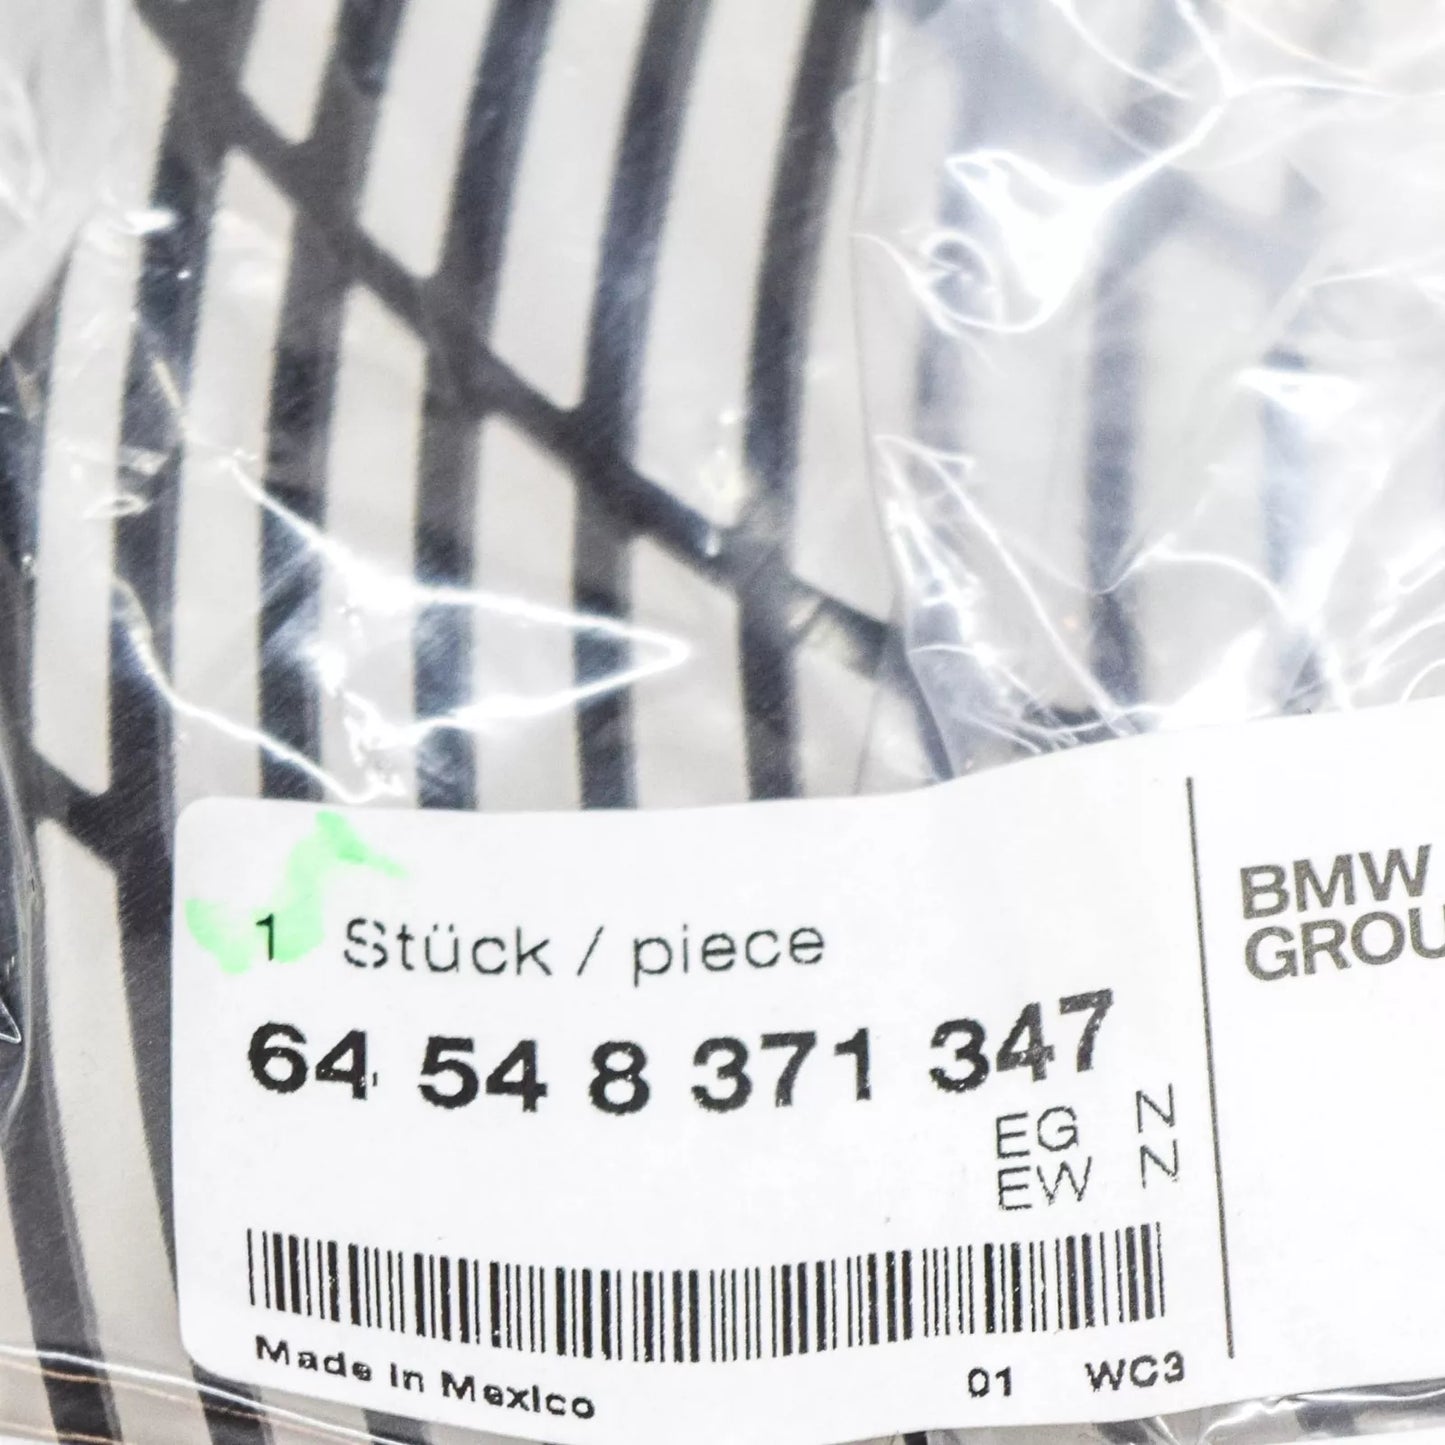 1 Stück / piece
64 54 8 371 347
EG N
EW N
Made in Mexico
01 WC3
BMW
GROU